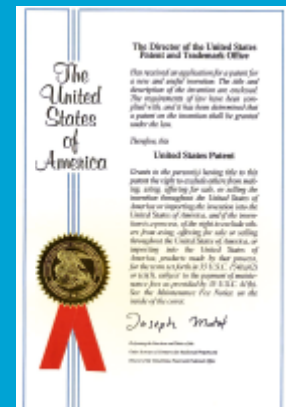 The
United
States
of
America
The Director of the United States
Patent and Trademark Office
Has received an application for a patent for
a new and useful invention. The title and
description of the invention are enclosed.
The requirements of law have been com-
plied with, and it has been determined that
a patent on the invention shall be granted
under the law.
Therefore, this
United States Patent
Grants to the person(s) having title to this
patent the right to exclude others from mak-
ing, using, offering for sale, or selling the
invention throughout the United States of
America or importing the invention into the
United States of America, and if the inven-
tion is a process, of the right to exclude oth-
ers from using, offering for sale or selling
throughout the United States of America, or
importing into the United States of
America, products made by that process,
for the term set forth in 35 U.S.C. 154(a)(2)
or (c)(1), subject to the payment of mainte-
nance fees as provided by 35 U.S.C. 41(b).
See the Maintenance Fee Notice on the
inside of the cover.
Joseph